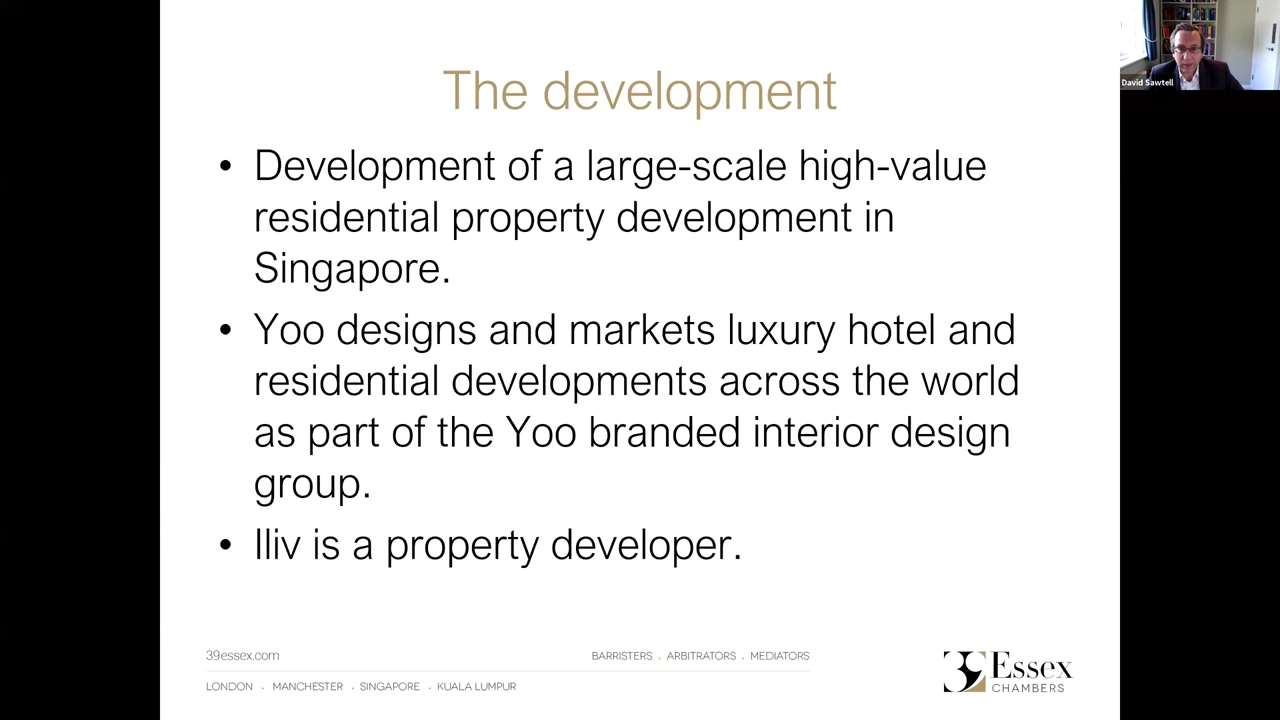 The development
David Sawtell
• Development of a large-scale high-value
residential property development in
Singapore.
• Yoo designs and markets luxury hotel and
residential developments across the world
as part of the Yoo branded interior design
group.
• Iliv is a property developer.
39essex.com
BARRISTERS . ARBITRATORS . MEDIATORS
LONDON . MANCHESTER . SINGAPORE . KUALA LUMPUR
39 Essex
CHAMBERS